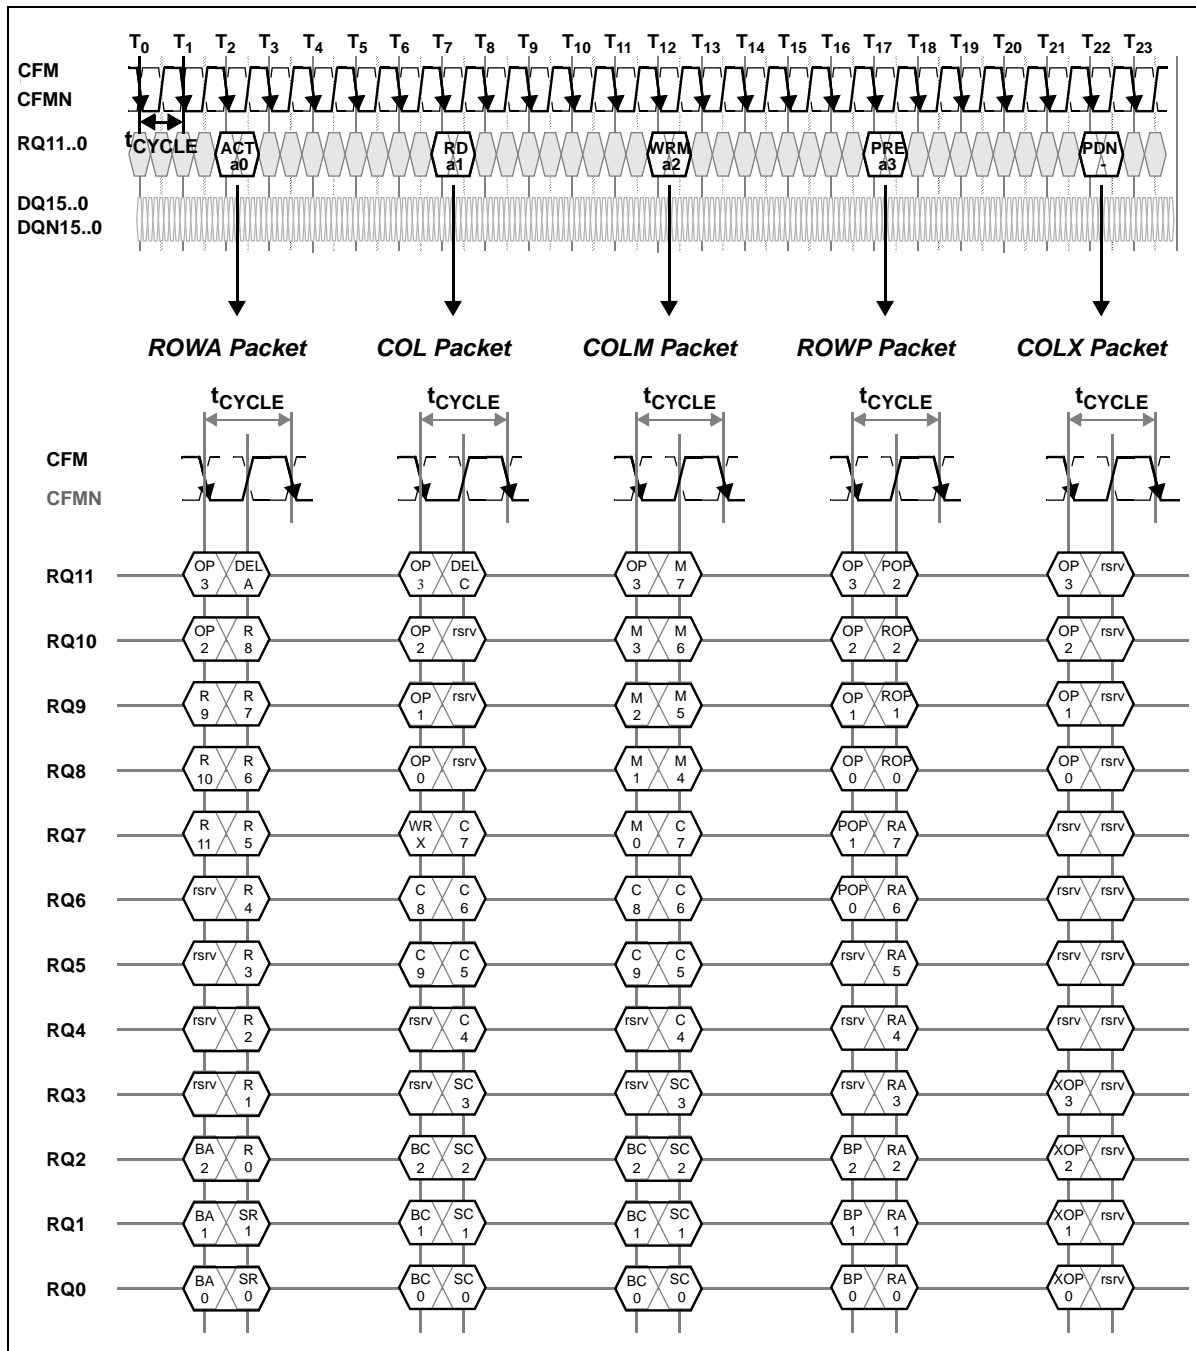 T0 T1 T2 T3 T4 T5 T6 T7 T8 T9 T10 T11 T12 T13 T14 T15 T16 T17 T18 T19 T20 T21 T22 T23
CFM
CFMN
tCYCLE
RQ11..0 ACT RD WRM PRE PDN
a0 a1 a2 a3 -
DQ15..0
DQN15..0
ROWA Packet COL Packet COLM Packet ROWP Packet COLX Packet
tCYCLE tCYCLE tCYCLE tCYCLE tCYCLE
CFM
CFMN
RQ11 OP 3 DEL A OP 3 DEL C OP 3 M 7 OP 3 POP 2 OP 3 rsrv
RQ10 OP 2 R 8 OP 2 rsrv M 3 M 6 OP 2 ROP 2 OP 2 rsrv
RQ9 R 9 R 7 OP 1 rsrv M 2 M 5 OP 1 ROP 1 OP 1 rsrv
RQ8 R 10 R 6 OP 0 rsrv M 1 M 4 OP 0 ROP 0 OP 0 rsrv
RQ7 R 11 R 5 WR X C 7 M 0 C 7 POP 1 RA 7 rsrv rsrv
RQ6 rsrv R 4 C 8 C 6 C 8 C 6 POP 0 RA 6 rsrv rsrv
RQ5 rsrv R 3 C 9 C 5 C 9 C 5 rsrv RA 5 rsrv rsrv
RQ4 rsrv R 2 rsrv C 4 rsrv C 4 rsrv RA 4 rsrv rsrv
RQ3 rsrv R 1 rsrv SC 3 rsrv SC 3 rsrv RA 3 XOP 3 rsrv
RQ2 BA 2 R 0 BC 2 SC 2 BC 2 SC 2 BP 2 RA 2 XOP 2 rsrv
RQ1 BA 1 SR 1 BC 1 SC 1 BC 1 SC 1 BP 1 RA 1 XOP 1 rsrv
RQ0 BA 0 SR 0 BC 0 SC 0 BC 0 SC 0 BP 0 RA 0 XOP 0 rsrv